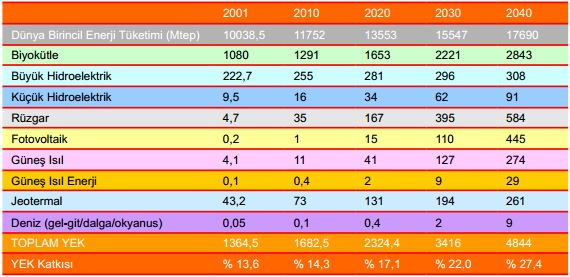 2001 2010 2020 2030 2040
Dünya Birincil Enerji Tüketimi (Mtep) 10038,5 11752 13553 15547 17690
Biyokütle 1080 1291 1653 2221 2843
Büyük Hidroelektrik 222,7 255 281 296 308
Küçük Hidroelektrik 9,5 16 34 62 91
Rüzgar 4,7 35 167 395 584
Fotovoltaik 0,2 1 15 110 445
Güneş Isıl 4,1 11 41 127 274
Güneş Isıl Enerji 0,1 0,4 2 9 29
Jeotermal 43,2 73 131 194 261
Deniz (gel-git/dalga/okyanus) 0,05 0,1 0,4 2 9
TOPLAM YEK 1364,5 1682,5 2324,4 3416 4844
YEK Katkısı % 13,6 % 14,3 % 17,1 % 22,0 % 27,4